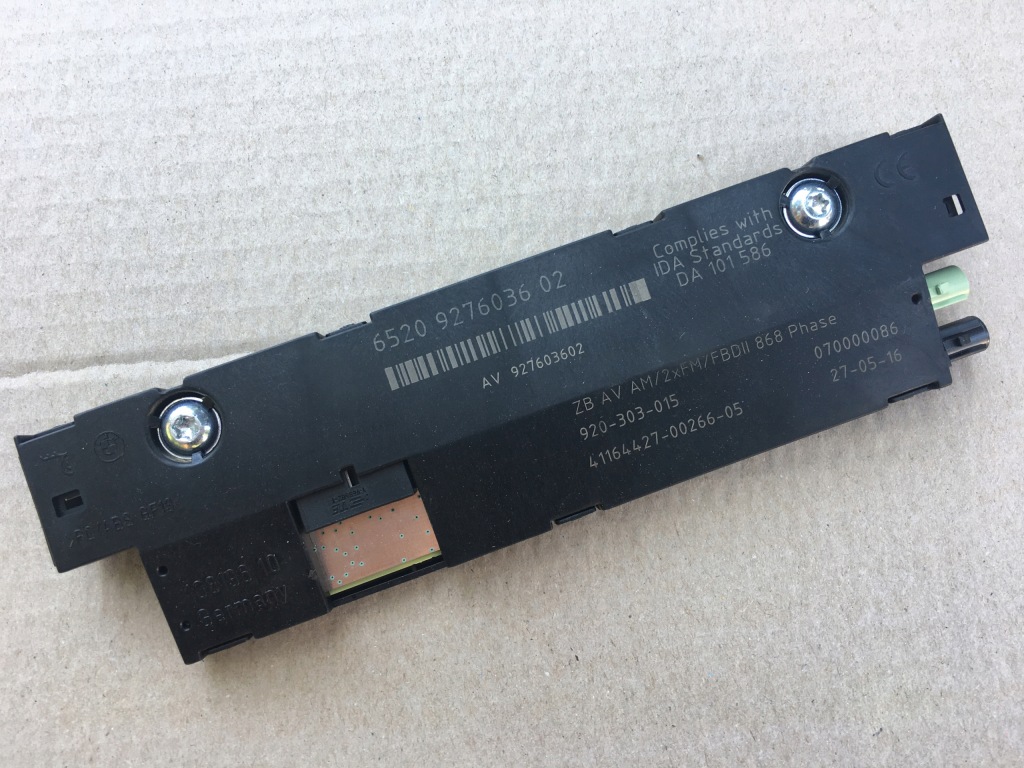 6520 9276036 02
AV 927603602
Complies with
IDA Standards
DA 101 586
CE
ZB AV AM/2xFM/FBDII 868 Phase
920-303-015
41164427-00266-05
070000086
27-05-16
Germany